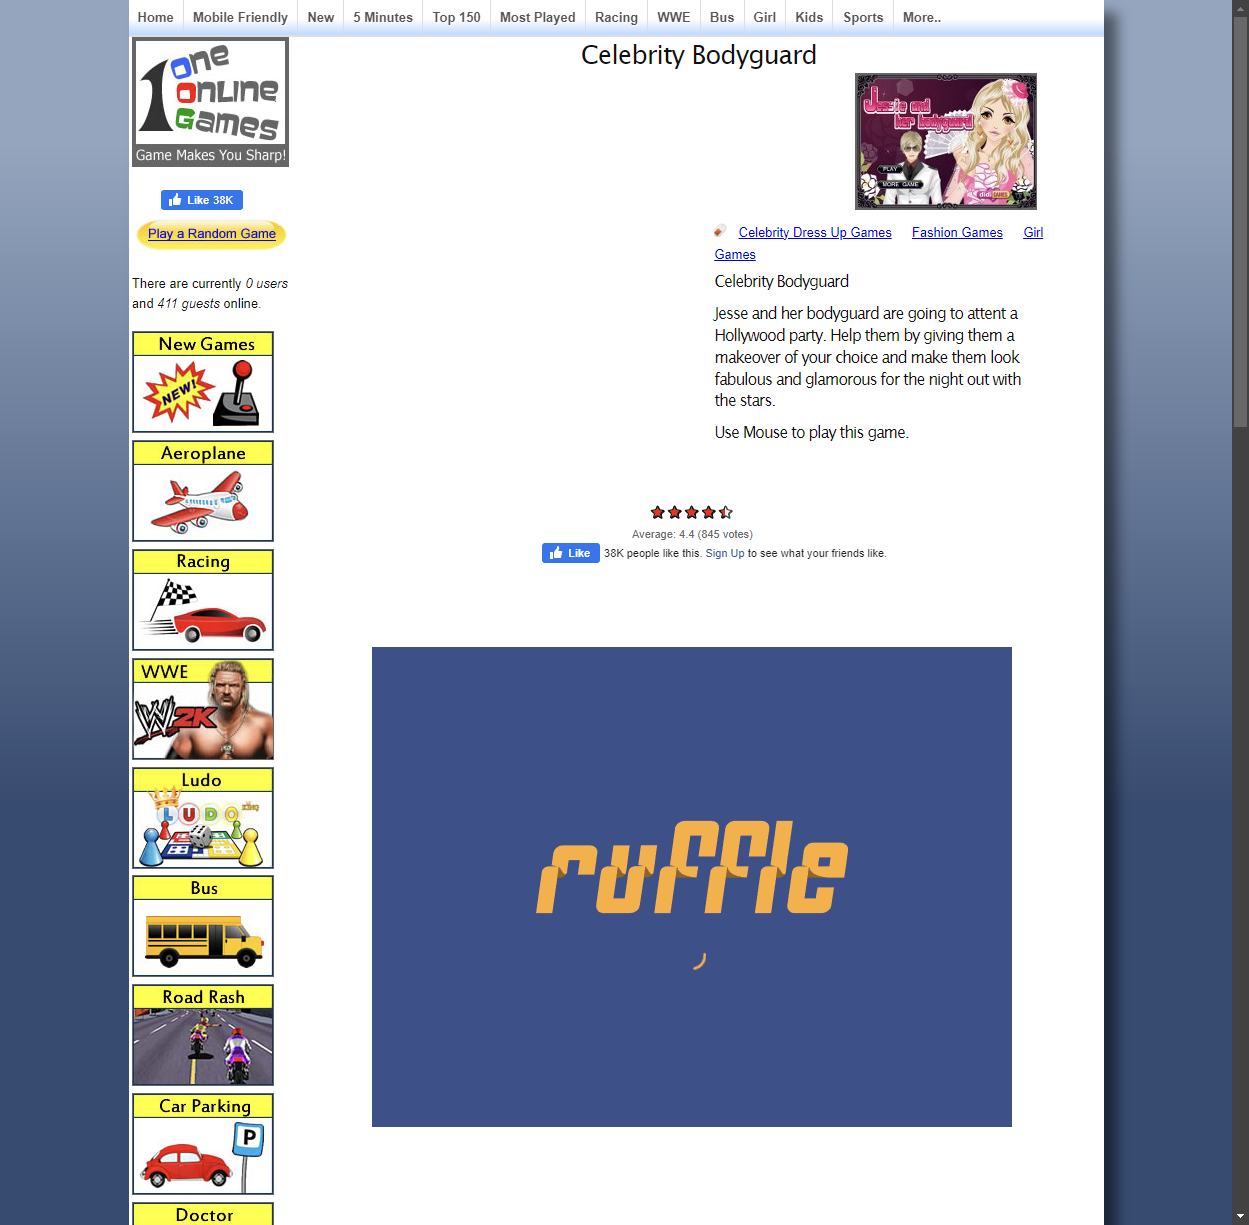 Home Mobile Friendly New 5 Minutes Top 150 Most Played Racing WWE Bus Girl Kids Sports More..
One
Online
Games
Game Makes You Sharp!
Like 38K
Play a Random Game
There are currently 0 users
and 411 guests online.
New Games
NEW!
Aeroplane
Racing
WWE
W2K
Ludo
LUDO
KING
Bus
Road Rash
Car Parking
P
Doctor
Celebrity Bodyguard
Jessie and
her bodyguard
PLAY
MORE GAME
didi GAMES
Celebrity Dress Up Games Fashion Games Girl
Games
Celebrity Bodyguard
Jesse and her bodyguard are going to attent a
Hollywood party. Help them by giving them a
makeover of your choice and make them look
fabulous and glamorous for the night out with
the stars.
Use Mouse to play this game.
Average: 4.4 (845 votes)
Like 38K people like this. Sign Up to see what your friends like.
ruffle